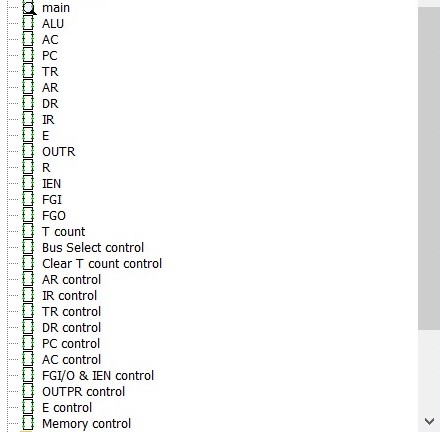 main
ALU
AC
PC
TR
AR
DR
IR
E
OUTR
R
IEN
FGI
FGO
T count
Bus Select control
Clear T count control
AR control
IR control
TR control
DR control
PC control
AC control
FGI/O & IEN control
OUTPR control
E control
Memory control